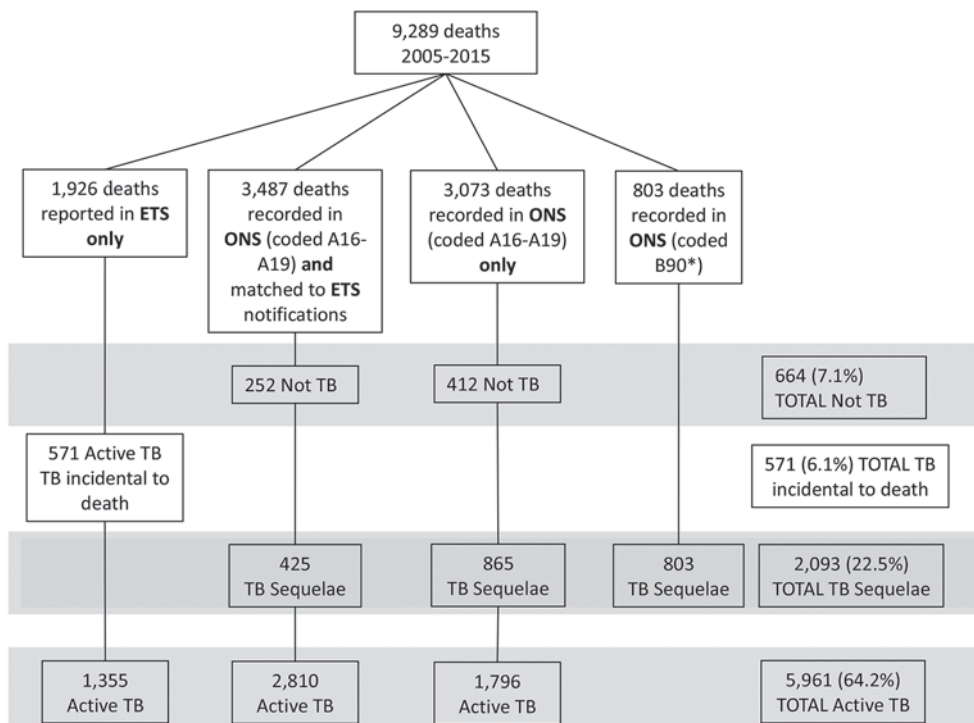 9,289 deaths
2005-2015
1,926 deaths
reported in ETS
only
3,487 deaths
recorded in
ONS (coded A16-
A19) and
matched to ETS
notifications
3,073 deaths
recorded in ONS
(coded A16-A19)
only
803 deaths
recorded in
ONS (coded
B90*)
252 Not TB
412 Not TB
664 (7.1%)
TOTAL Not TB
571 Active TB
TB incidental to
death
571 (6.1%) TOTAL TB
incidental to death
425
TB Sequelae
865
TB Sequelae
803
TB Sequelae
2,093 (22.5%)
TOTAL TB Sequelae
1,355
Active TB
2,810
Active TB
1,796
Active TB
5,961 (64.2%)
TOTAL Active TB